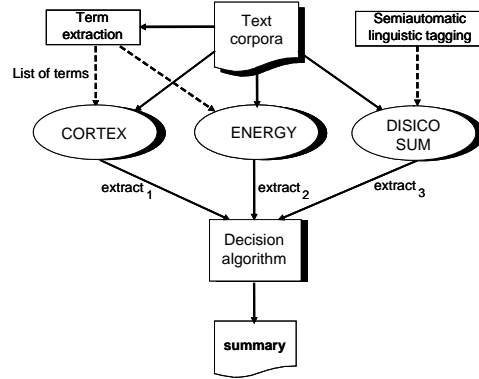 Term
extraction
Text
corpora
Semiautomatic
linguistic tagging
List of terms
CORTEX
ENERGY
DISICO
SUM
extract 1
extract 2
extract 3
Decision
algorithm
summary